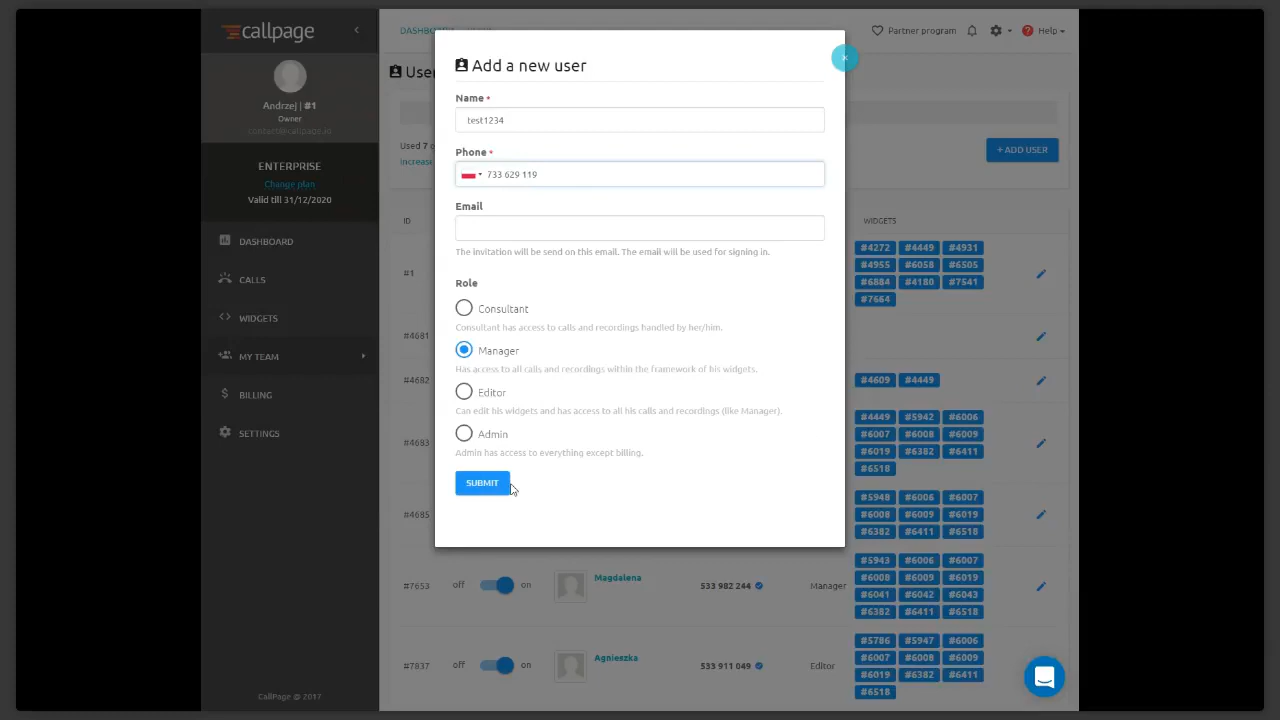 callpage
Andrzej | #1
Owner
contact@callpage.io
ENTERPRISE
Change plan
Valid till 31/12/2020
DASHBOARD
CALLS
WIDGETS
MY TEAM
BILLING
SETTINGS
CallPage @ 2017
Partner program
Help
+ ADD USER
Used 7
Increase
ID
WIDGETS
Add a new user
×
Name *
test1234
Phone *
733 629 119
Email
The invitation will be send on this email. The email will be used for signing in.
Role
Consultant
Consultant has access to calls and recordings handled by her/him.
Manager
Has access to all calls and recordings within the framework of his widgets.
Editor
Can edit his widgets and has access to all his calls and recordings (like Manager).
Admin
Admin has access to everything except billing.
SUBMIT
#1
#4272 #4449 #4931
#4955 #6058 #6505
#6884 #4180 #7541
#7664
#4681
#4682
#4609 #4449
#4683
#4449 #5942 #6006
#6007 #6008 #6009
#6019 #6382 #6411
#6518
#4685
#5948 #6006 #6007
#6008 #6009 #6019
#6382 #6411 #6518
#7653 off on Magdalena 533 982 244 Manager
#5943 #6006 #6007
#6008 #6009 #6019
#6041 #6042 #6043
#6382 #6411 #6518
#7837 off on Agnieszka 533 911 049 Editor
#5786 #5947 #6006
#6007 #6008 #6009
#6019 #6382 #6411
#6518